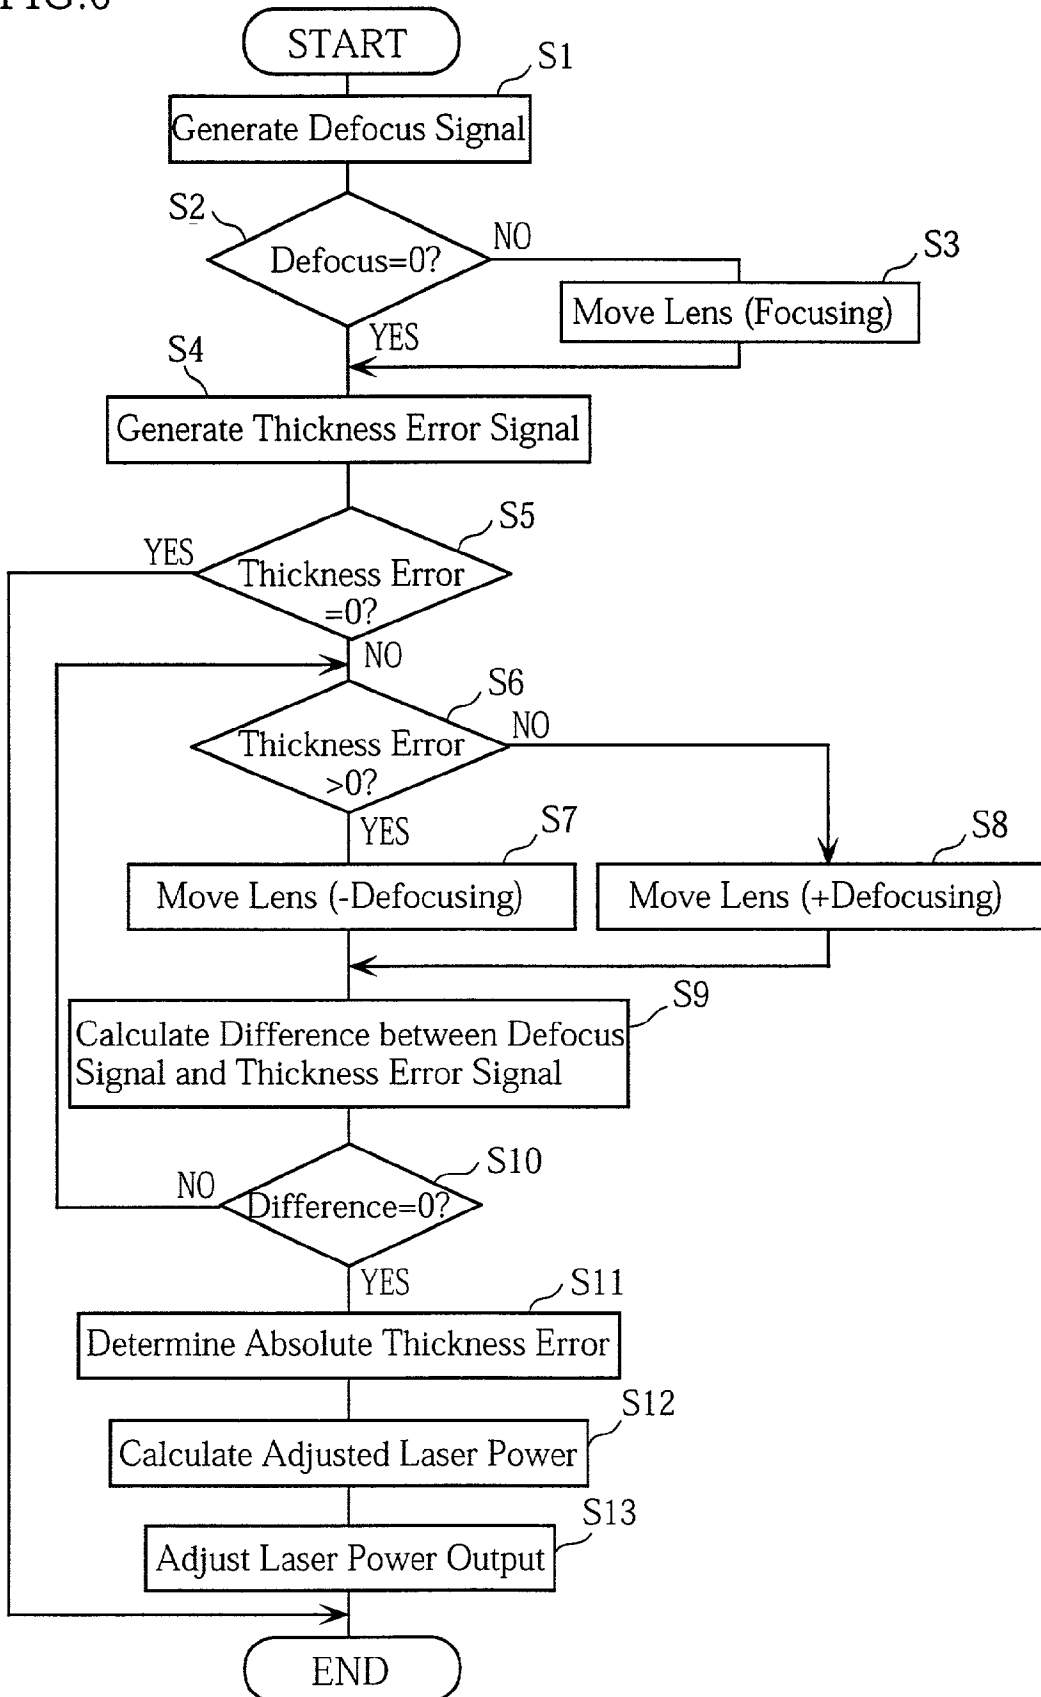 START
S1
Generate Defocus Signal
S2
Defocus=0?
NO
S3
Move Lens (Focusing)
YES
S4
Generate Thickness Error Signal
S5
YES
Thickness Error
=0?
NO
S6
Thickness Error
>0?
NO
YES
S7
Move Lens (-Defocusing)
S8
Move Lens (+Defocusing)
S9
Calculate Difference between Defocus
Signal and Thickness Error Signal
S10
NO
Difference=0?
YES
S11
Determine Absolute Thickness Error
S12
Calculate Adjusted Laser Power
S13
Adjust Laser Power Output
END